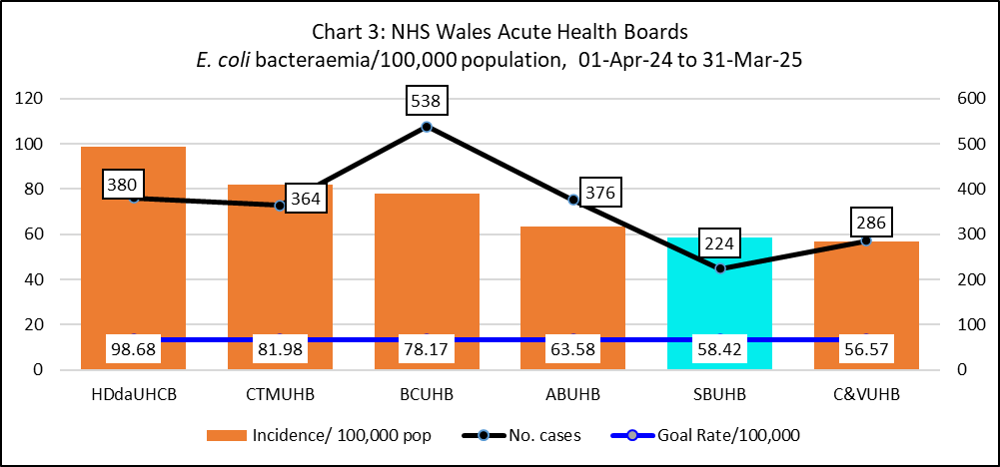 Chart 3: NHS Wales Acute Health Boards
E. coli bacteraemia/100,000 population, 01-Apr-24 to 31-Mar-25
120
100
80
60
40
20
0
600
500
400
300
200
100
0
380
364
538
376
224
286
98.68
81.98
78.17
63.58
58.42
56.57
HDdaUHCB
CTMUHB
BCUHB
ABUHB
SBUHB
C&VUHB
Incidence/ 100,000 pop
No. cases
Goal Rate/100,000